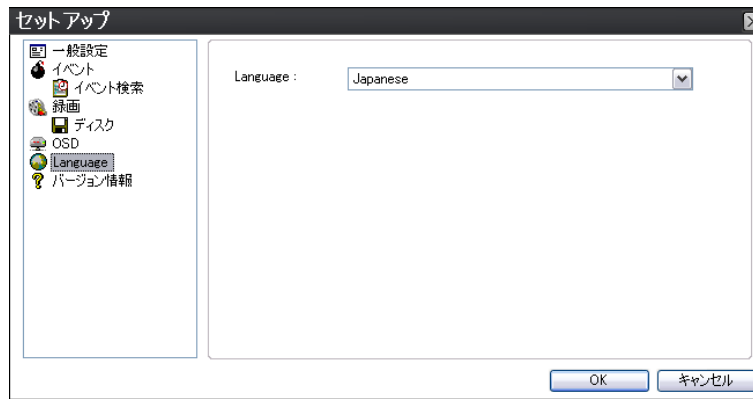 セットアップ
一般設定
イベント
イベント検索
録画
ディスク
OSD
Language
バージョン情報
Language :
Japanese
OK
キャンセル